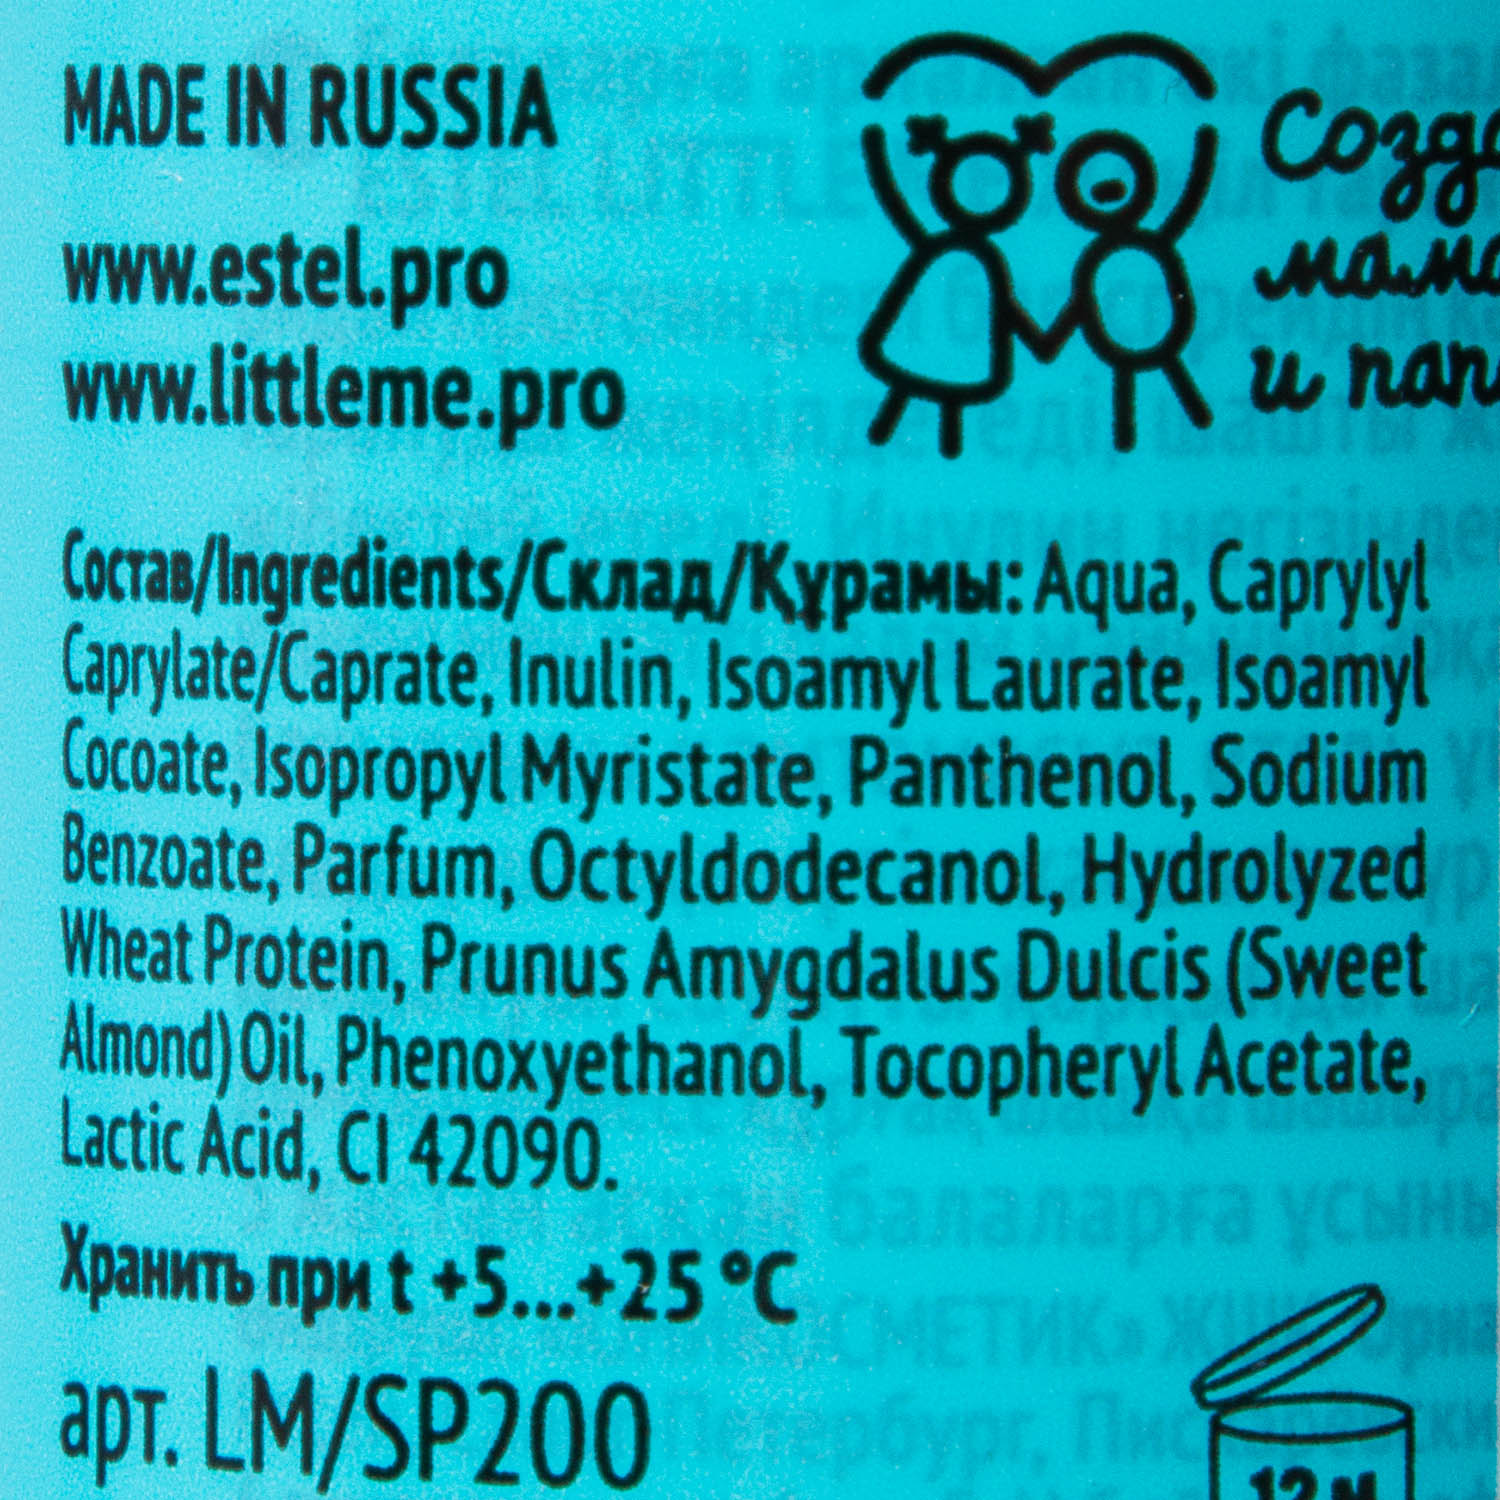 MADE IN RUSSIA
www.estel.pro
www.littleme.pro
мама
и
Состав/Ingredients/Склад/Құрамы: Aqua, Caprylyl
Caprylate/Caprate, Inulin, Isoamyl Laurate, Isoamyl
Cocoate, Isopropyl Myristate, Panthenol, Sodium
Benzoate, Parfum, Octyldodecanol, Hydrolyzed
Wheat Protein, Prunus Amygdalus Dulcis (Sweet
Almond) Oil, Phenoxyethanol, Tocopheryl Acetate,
Lactic Acid, CI 42090.
Хранить при t +5...+25 °C
арт. LM/SP200
12 м